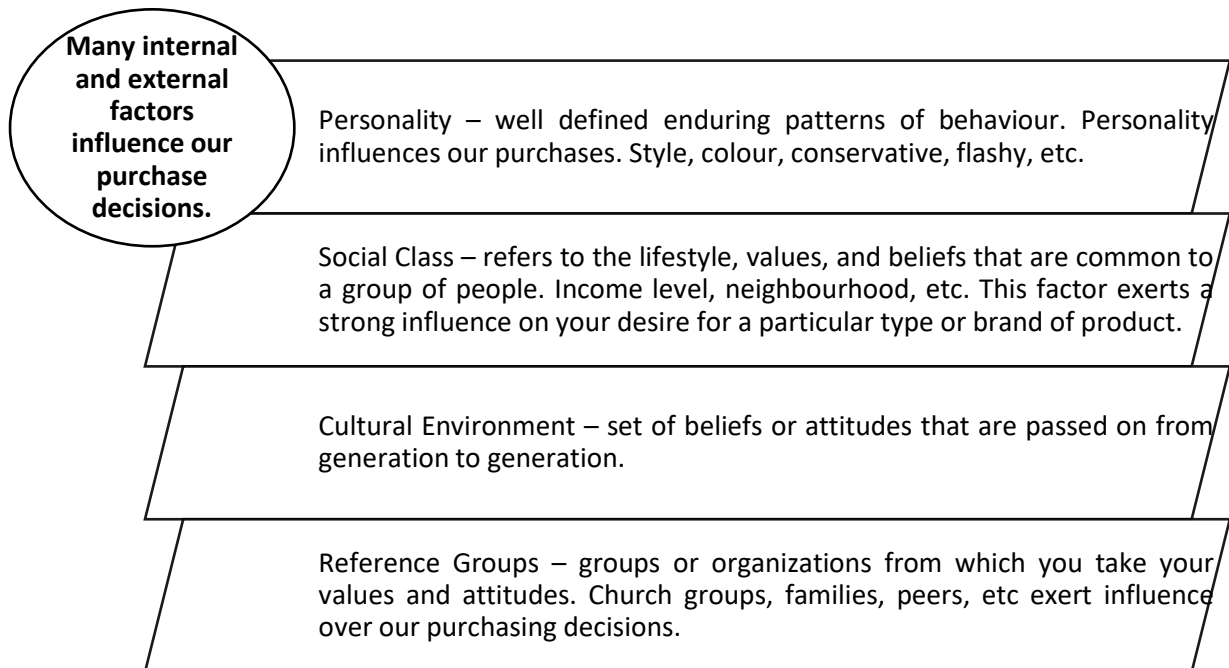 Many internal
and external
factors
influence our
purchase
decisions.
Personality – well defined enduring patterns of behaviour. Personality
influences our purchases. Style, colour, conservative, flashy, etc.
Social Class – refers to the lifestyle, values, and beliefs that are common to
a group of people. Income level, neighbourhood, etc. This factor exerts a
strong influence on your desire for a particular type or brand of product.
Cultural Environment – set of beliefs or attitudes that are passed on from
generation to generation.
Reference Groups – groups or organizations from which you take your
values and attitudes. Church groups, families, peers, etc exert influence
over our purchasing decisions.